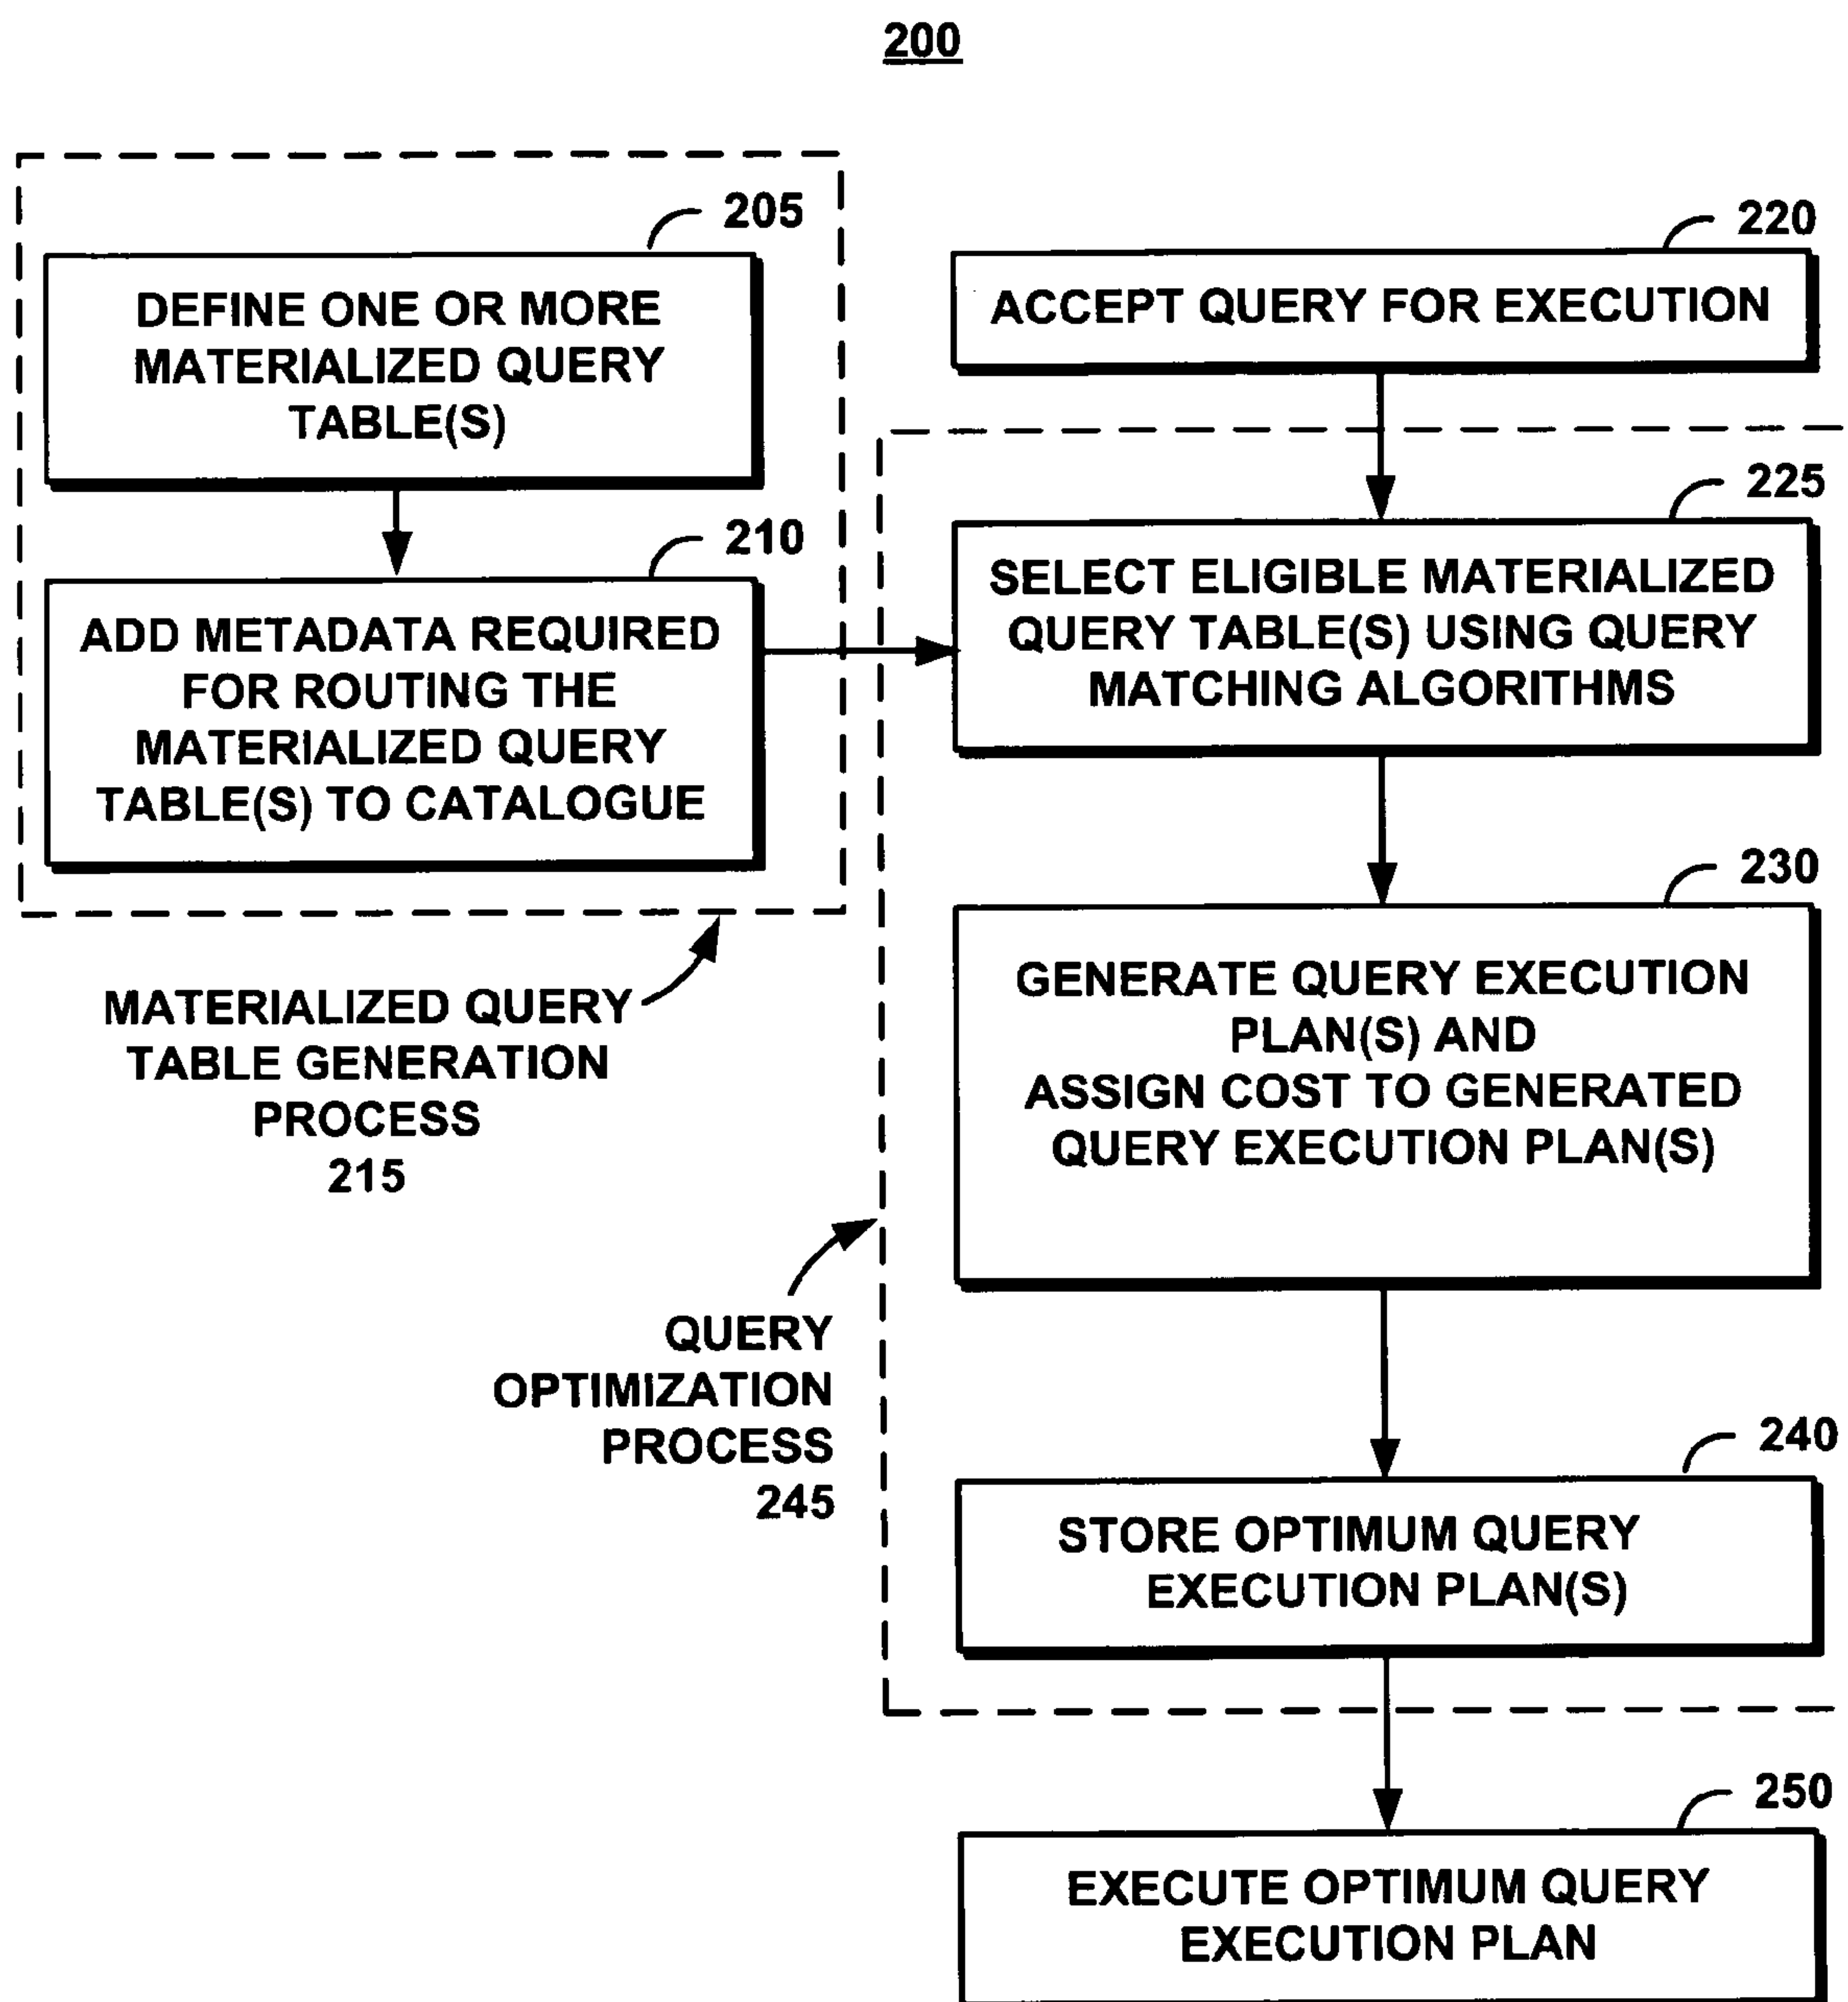 200
205
DEFINE ONE OR MORE
MATERIALIZED QUERY
TABLE(S)
210
ADD METADATA REQUIRED
FOR ROUTING THE
MATERIALIZED QUERY
TABLE(S) TO CATALOGUE
MATERIALIZED QUERY
TABLE GENERATION
PROCESS
215
220
ACCEPT QUERY FOR EXECUTION
225
SELECT ELIGIBLE MATERIALIZED
QUERY TABLE(S) USING QUERY
MATCHING ALGORITHMS
230
GENERATE QUERY EXECUTION
PLAN(S) AND
ASSIGN COST TO GENERATED
QUERY EXECUTION PLAN(S)
QUERY
OPTIMIZATION
PROCESS
245
240
STORE OPTIMUM QUERY
EXECUTION PLAN(S)
250
EXECUTE OPTIMUM QUERY
EXECUTION PLAN